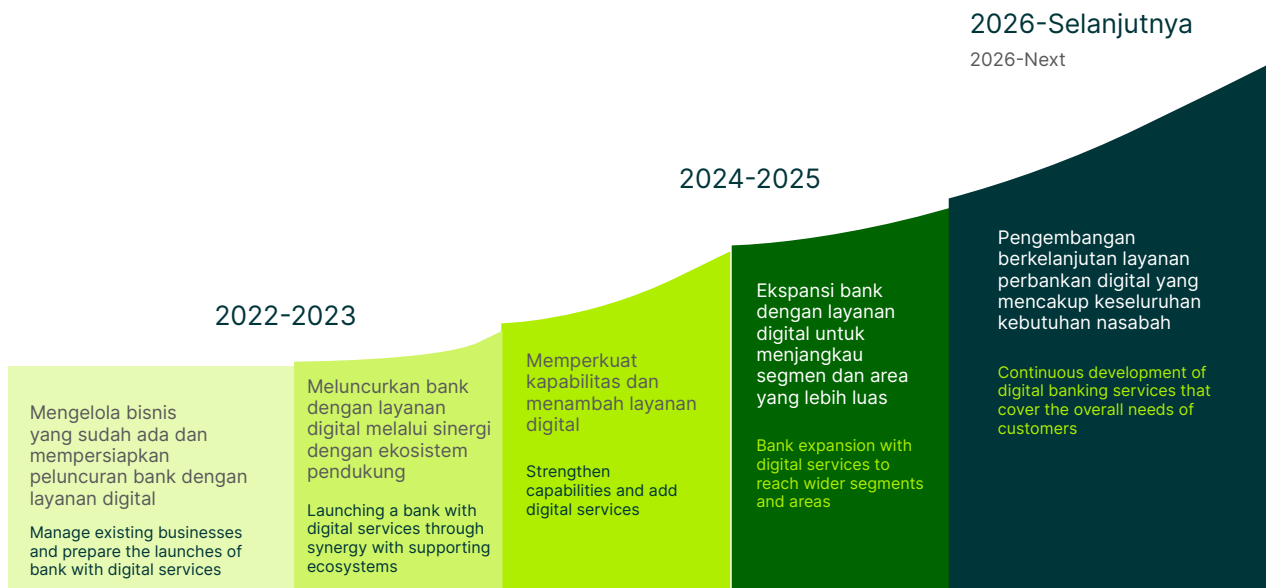 2022-2023
Mengelola bisnis
yang sudah ada dan
mempersiapkan
peluncuran bank dengan
layanan digital
Manage existing businesses
and prepare the launches of
bank with digital services
Meluncurkan bank
dengan layanan
digital melalui sinergi
dengan ekosistem
pendukung
Launching a bank with
digital services through
synergy with supporting
ecosystems
2024-2025
Memperkuat
kapabilitas dan
menambah layanan
digital
Strengthen
capabilities and add
digital services
Ekspansi bank
dengan layanan
digital untuk
menjangkau
segmen dan area
yang lebih luas
Bank expansion with
digital services to
reach wider segments
and areas
2026-Selanjutnya
2026-Next
Pengembangan
berkelanjutan layanan
perbankan digital yang
mencakup keseluruhan
kebutuhan nasabah
Continuous development of
digital banking services that
cover the overall needs of
customers